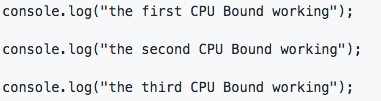 console.log("the first CPU Bound working");
console.log("the second CPU Bound working");
console.log("the third CPU Bound working");